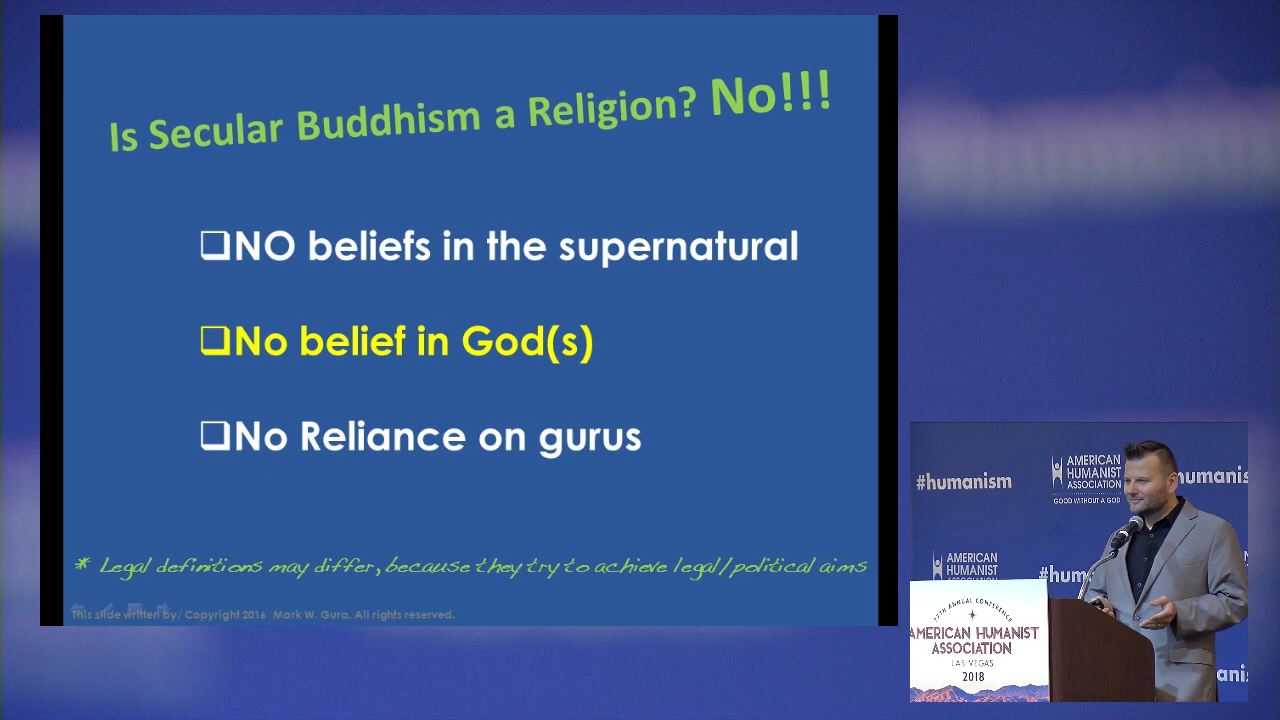 Is Secular Buddhism a Religion? No!!!
NO beliefs in the supernatural
No belief in God(s)
No Reliance on gurus
* Legal definitions may differ, because they try to achieve legal/political aims
This slide written by/ Copyright 2016 Mark W. Gura. All rights reserved.
#humanism
AMERICAN
HUMANIST
ASSOCIATION
GOOD WITHOUT A GOD
humanis
AMERICAN
HUMANIST
ASSOCIATION
#hum
77TH ANNUAL CONFERENCE
AMERICAN HUMANIST
ASSOCIATION
LAS VEGAS
2018
anis